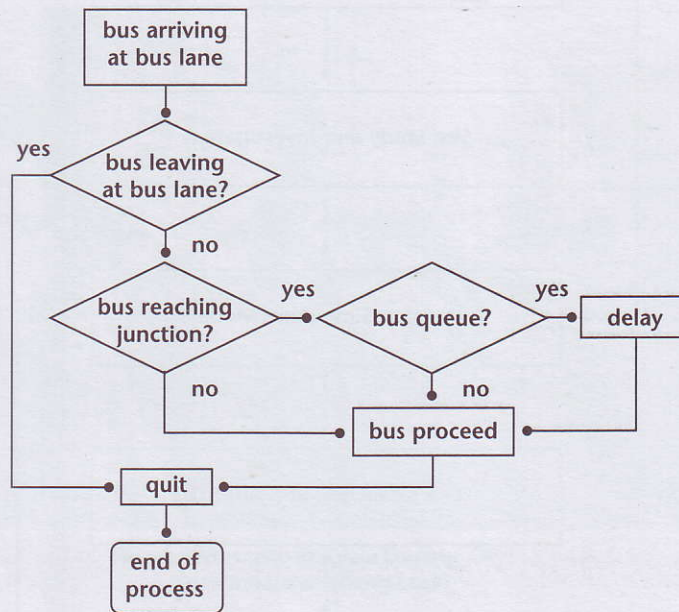 bus arriving
at bus lane
yes
bus leaving
at bus lane?
no
bus reaching
junction?
yes
bus queue?
yes
delay
no
no
bus proceed
quit
end of
process